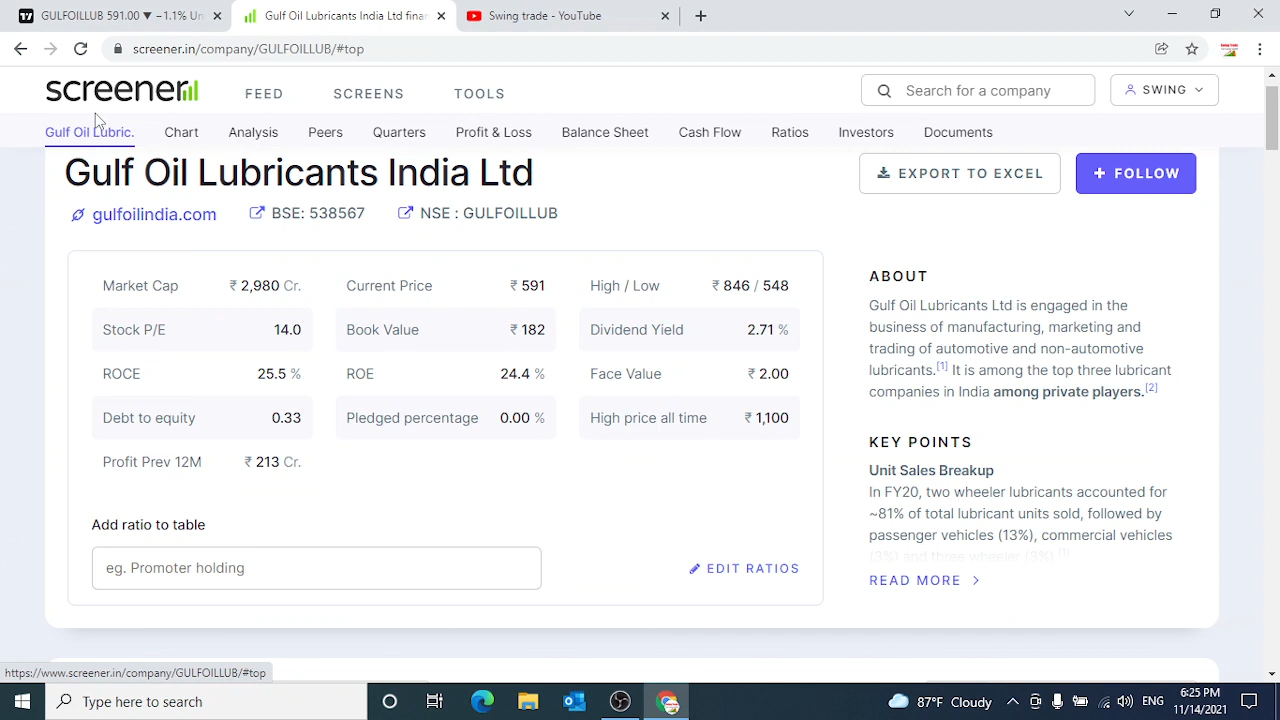 GULFOILLUB 591.00 ▼ −1.1% Un
Gulf Oil Lubricants India Ltd finan
Swing trade - YouTube
screener.in/company/GULFOILLUB/#top
screener
FEED
SCREENS
TOOLS
Search for a company
SWING
Gulf Oil Lubric.
Chart
Analysis
Peers
Quarters
Profit & Loss
Balance Sheet
Cash Flow
Ratios
Investors
Documents
Gulf Oil Lubricants India Ltd
EXPORT TO EXCEL
+ FOLLOW
gulfoilindia.com
BSE: 538567
NSE : GULFOILLUB
Market Cap ₹ 2,980 Cr.
Current Price ₹ 591
High / Low ₹ 846 / 548
Stock P/E 14.0
Book Value ₹ 182
Dividend Yield 2.71 %
ROCE 25.5 %
ROE 24.4 %
Face Value ₹ 2.00
Debt to equity 0.33
Pledged percentage 0.00 %
High price all time ₹ 1,100
Profit Prev 12M ₹ 213 Cr.
Add ratio to table
eg. Promoter holding
EDIT RATIOS
ABOUT
Gulf Oil Lubricants Ltd is engaged in the
business of manufacturing, marketing and
trading of automotive and non-automotive
lubricants.[1] It is among the top three lubricant
companies in India among private players.[2]
KEY POINTS
Unit Sales Breakup
In FY20, two wheeler lubricants accounted for
~81% of total lubricant units sold, followed by
passenger vehicles (13%), commercial vehicles
(3%) and three wheeler (3%).[1]
READ MORE >
https://www.screener.in/company/GULFOILLUB/#top
Type here to search
87°F Cloudy
ENG
6:25 PM
11/14/2021